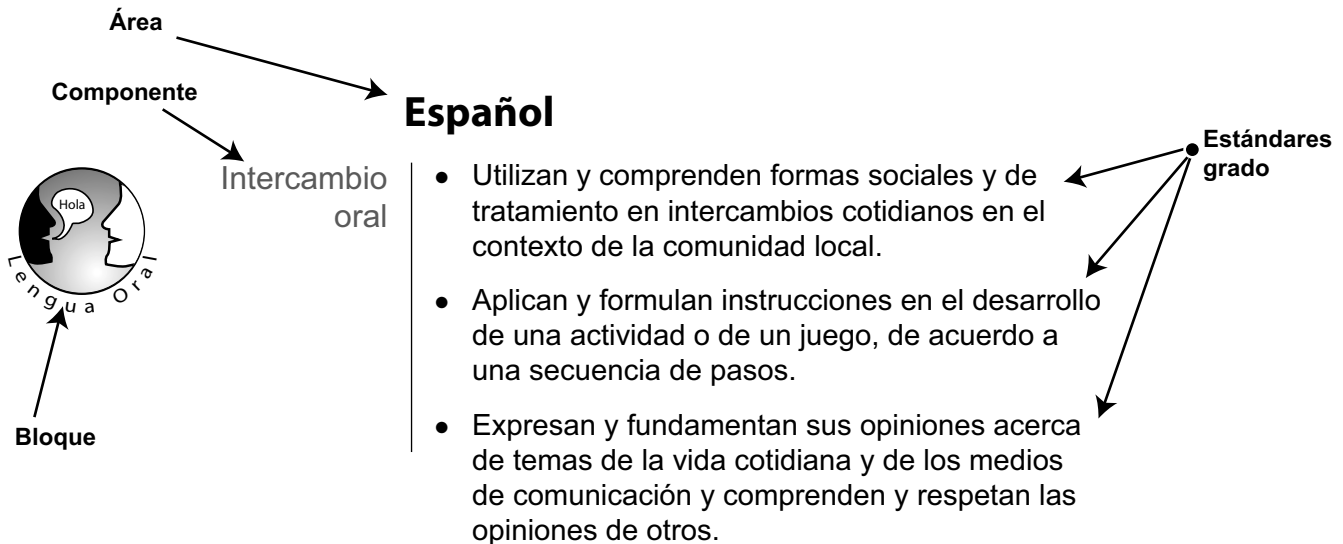 Área
Componente
Español
Estándares
grado
Intercambio
oral
Hola
Lengua Oral
Bloque
● Utilizan y comprenden formas sociales y de
tratamiento en intercambios cotidianos en el
contexto de la comunidad local.
● Aplican y formulan instrucciones en el desarrollo
de una actividad o de un juego, de acuerdo a
una secuencia de pasos.
● Expresan y fundamentan sus opiniones acerca
de temas de la vida cotidiana y de los medios
de comunicación y comprenden y respetan las
opiniones de otros.